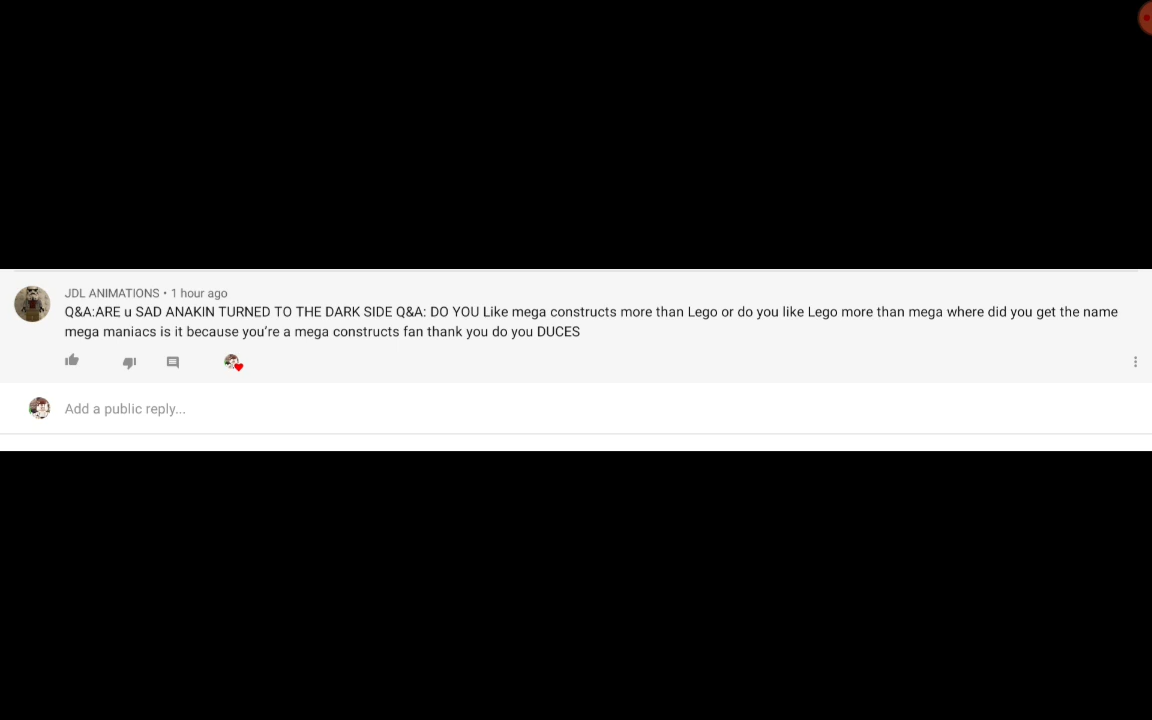 JDL ANIMATIONS • 1 hour ago
Q&A:ARE u SAD ANAKIN TURNED TO THE DARK SIDE Q&A: DO YOU Like mega constructs more than Lego or do you like Lego more than mega where did you get the name
mega maniacs is it because you're a mega constructs fan thank you do you DUCES
Add a public reply...